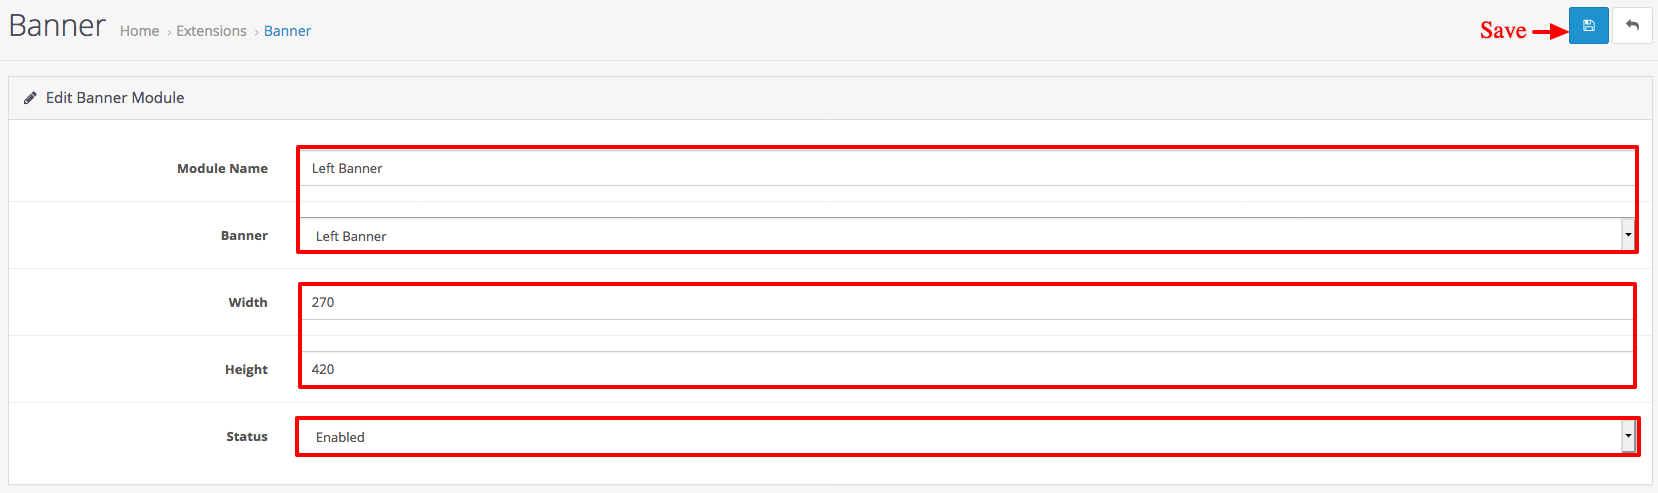 Banner Home › Extensions › Banner
Save
Edit Banner Module
Module Name Left Banner
Banner Left Banner
Width 270
Height 420
Status Enabled